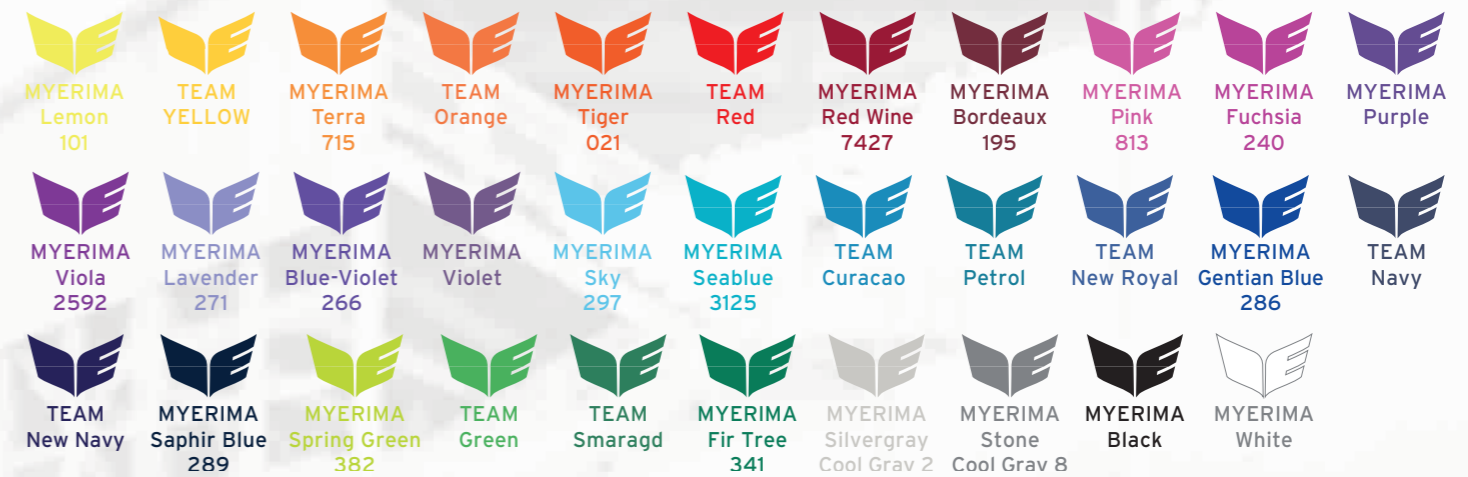 MYERIMA TEAM MYERIMA TEAM MYERIMA TEAM MYERIMA MYERIMA MYERIMA MYERIMA MYERIMA
Lemon YELLOW Terra Orange Tiger Red Red Wine Bordeaux Pink Fuchsia Purple
101 715 021 7427 195 813 240
MYERIMA MYERIMA MYERIMA MYERIMA MYERIMA MYERIMA TEAM TEAM TEAM MYERIMA TEAM
Viola Lavender Blue-Violet Violet Sky Seablue Curacao Petrol New Royal Gentian Blue Navy
2592 271 266 297 3125 286
TEAM MYERIMA MYERIMA TEAM TEAM MYERIMA MYERIMA MYERIMA MYERIMA MYERIMA
New Navy Saphir Blue Spring Green Green Smaragd Fir Tree Silvergray Stone Black White
289 382 341 Cool Gray 2 Cool Gray 8